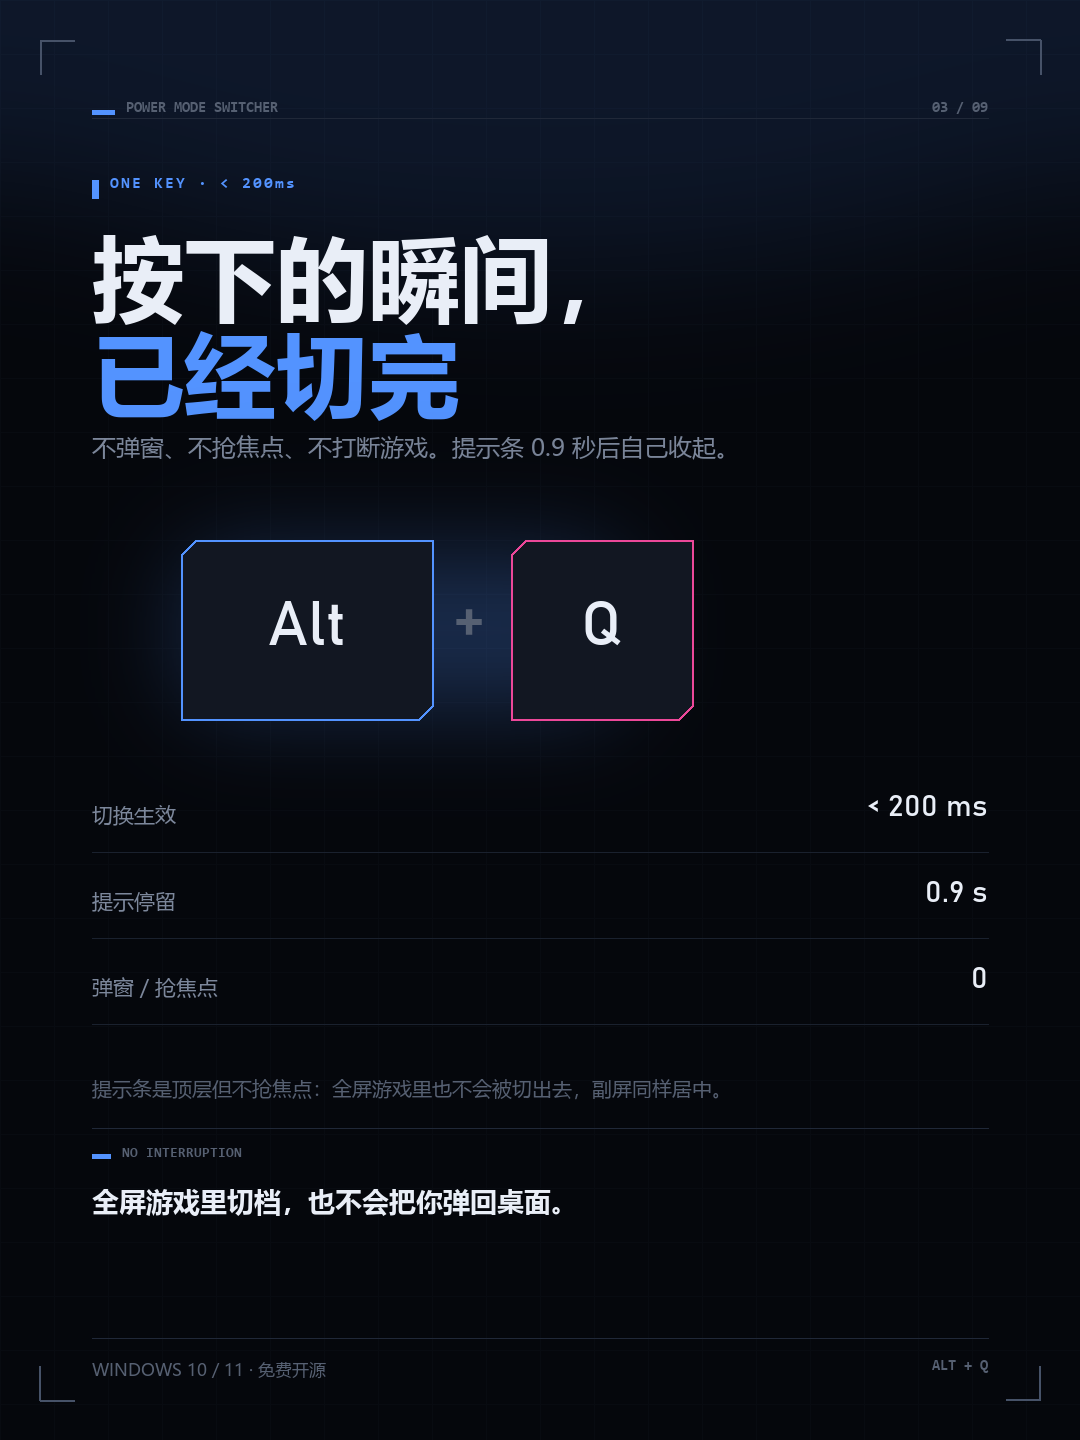 POWER MODE SWITCHER
03 / 09
ONE KEY · < 200ms
按下的瞬间，
已经切完
不弹窗、不抢焦点、不打断游戏。提示条 0.9 秒后自己收起。
Alt + Q
切换生效
< 200 ms
提示停留
0.9 s
弹窗 / 抢焦点
0
提示条是顶层但不抢焦点：全屏游戏里也不会被切出去，副屏同样居中。
NO INTERRUPTION
全屏游戏里切档，也不会把你弹回桌面。
WINDOWS 10 / 11 · 免费开源
ALT + Q